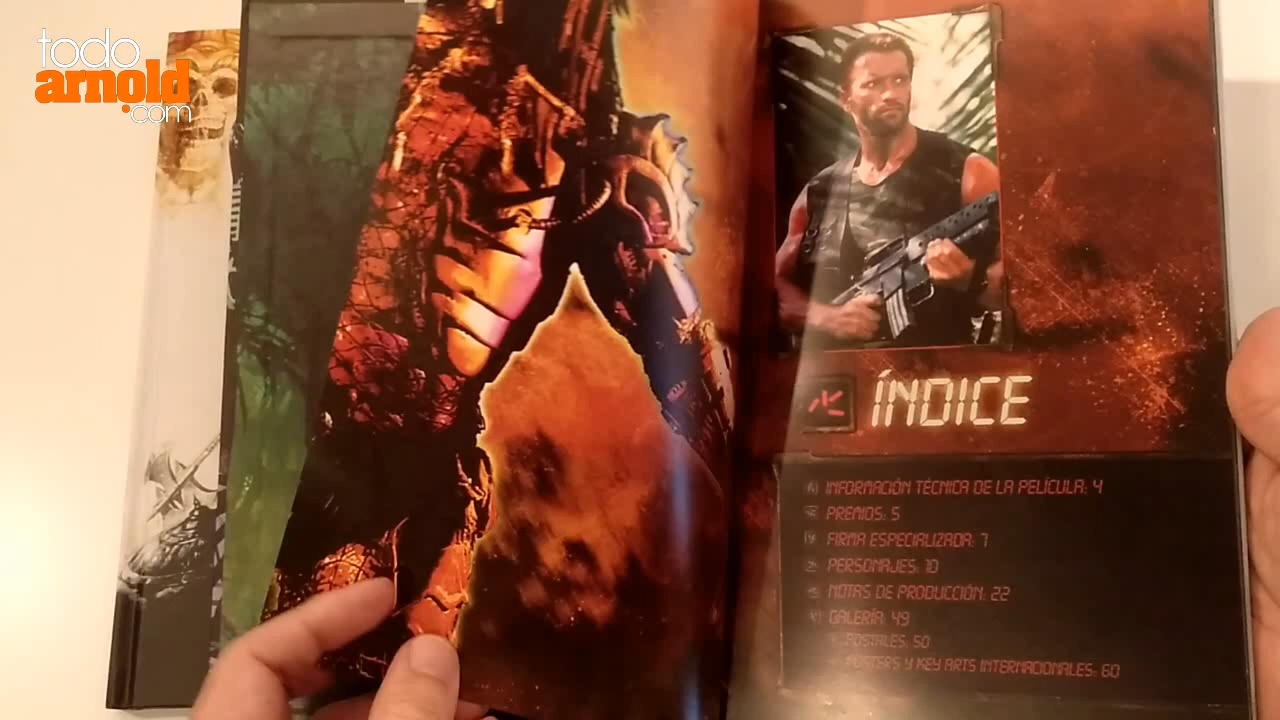 todo
arnold
.com
ÍNDICE
INFORMACIÓN TÉCNICA DE LA PELÍCULA: 4
PREMIOS: 5
FIRMA ESPECIALIZADA: 7
PERSONAJES: 10
NOTAS DE PRODUCCIÓN: 22
GALERÍA: 49
POSTALES: 50
POSTERS Y KEY ARTS INTERNACIONALES: 60